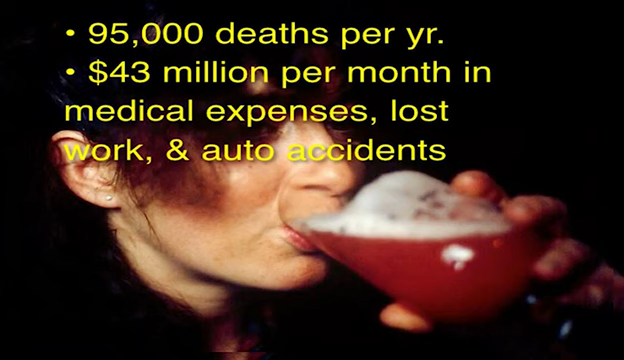 • 95,000 deaths per yr.
• $43 million per month in
medical expenses, lost
work, & auto accidents